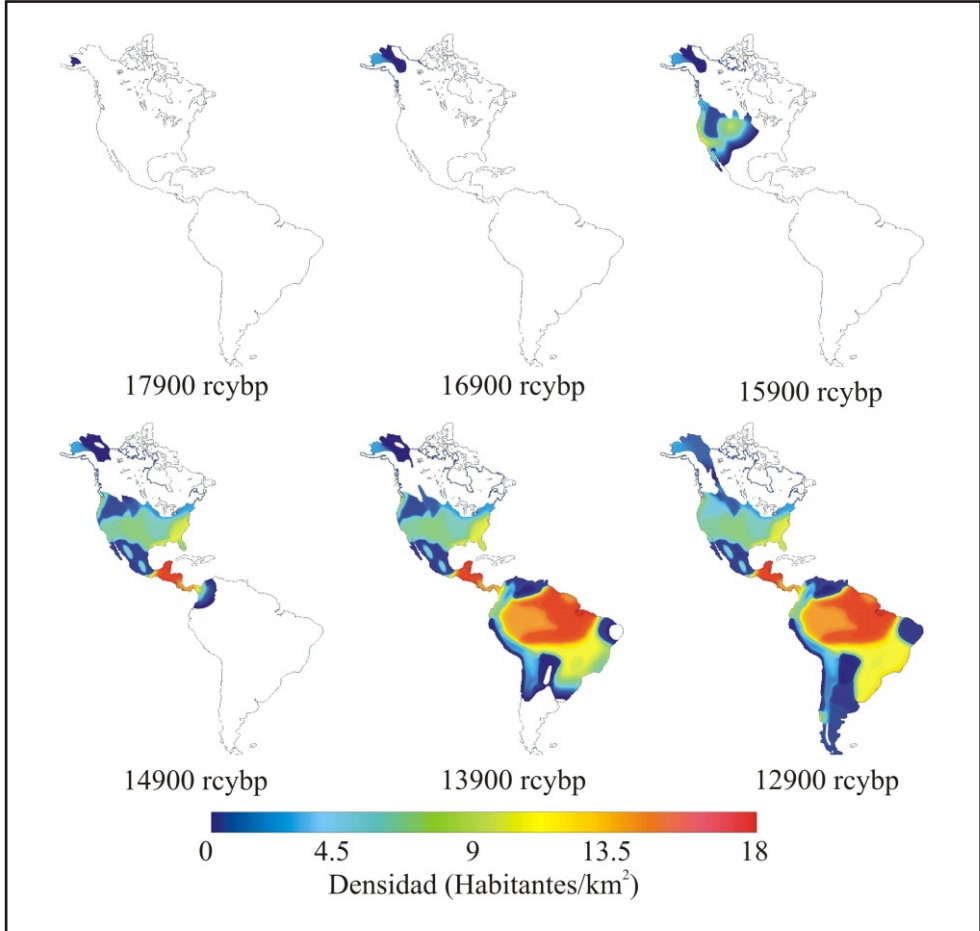 17900 rcybp
16900 rcybp
15900 rcybp
14900 rcybp
13900 rcybp
12900 rcybp
0 4.5 9 13.5 18
Densidad (Habitantes/km²)